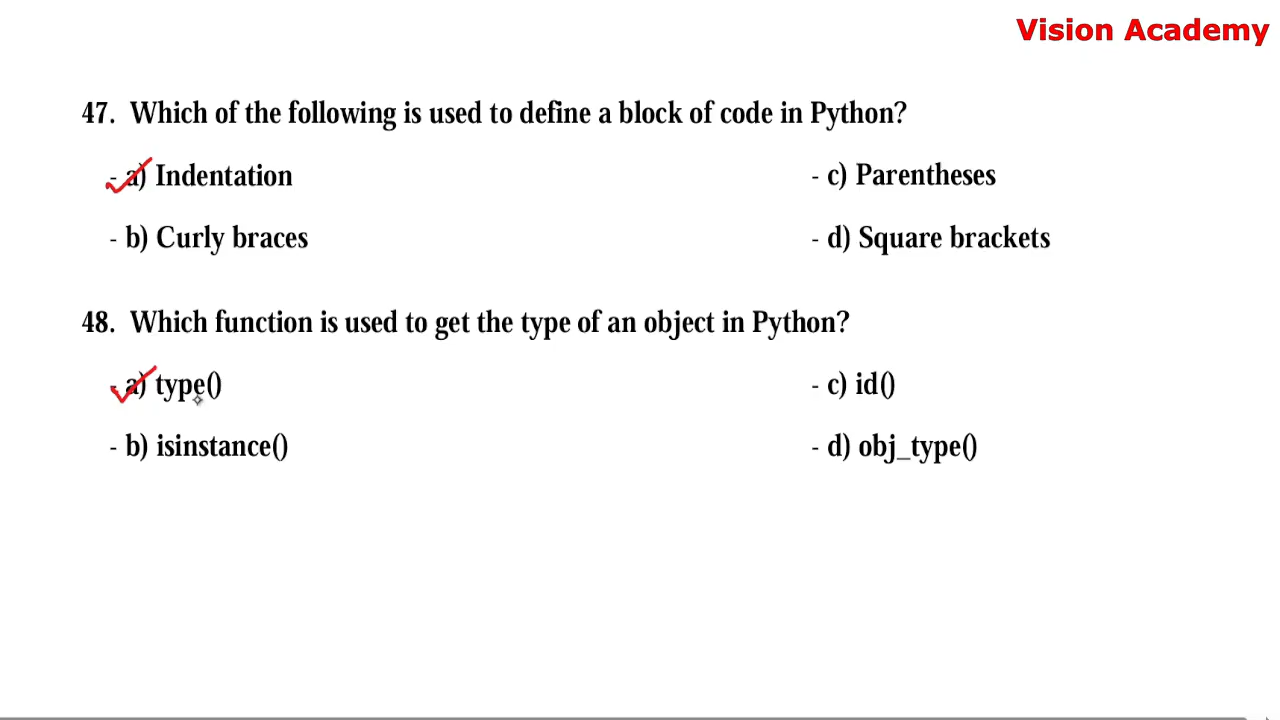 Vision Academy
47. Which of the following is used to define a block of code in Python?
- a) Indentation
- c) Parentheses
- b) Curly braces
- d) Square brackets
48. Which function is used to get the type of an object in Python?
- a) type()
- c) id()
- b) isinstance()
- d) obj_type()